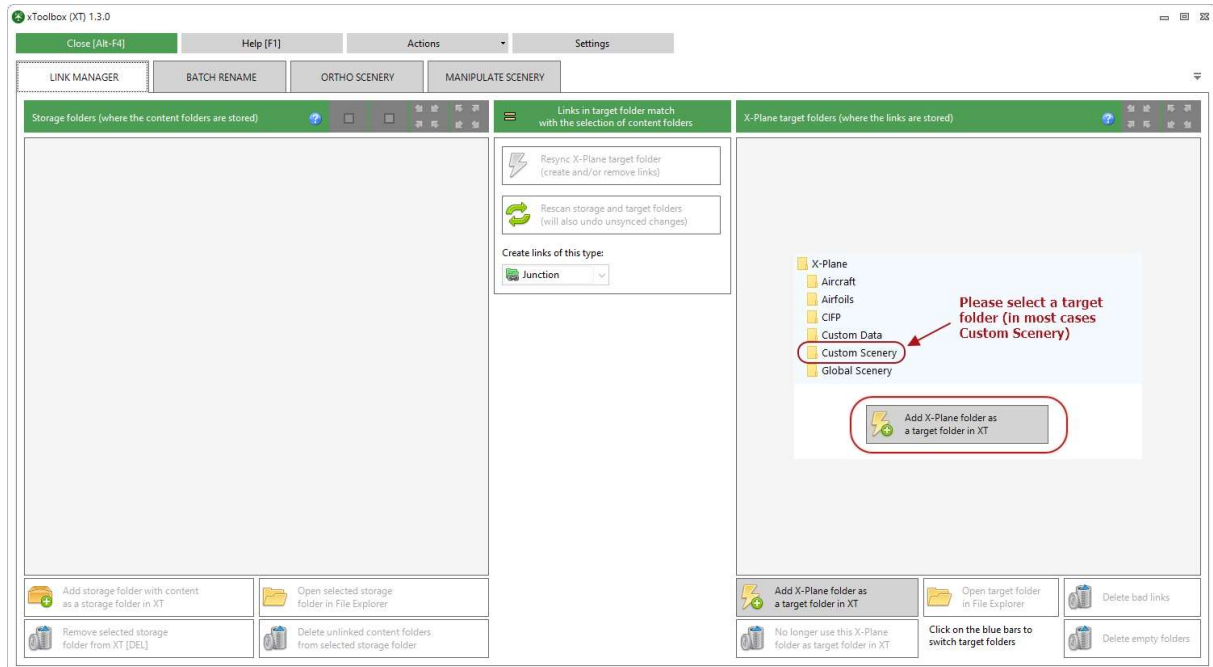 xToolbox (XT) 1.3.0
Close [Alt-F4]
Help [F1]
Actions
Settings
LINK MANAGER
BATCH RENAME
ORTHO SCENERY
MANIPULATE SCENERY
Storage folders (where the content folders are stored)
Links in target folder match
with the selection of content folders
X-Plane target folders (where the links are stored)
Resync X-Plane target folder
(create and/or remove links)
Rescan storage and target folders
(will also undo unsynced changes)
Create links of this type:
Junction
X-Plane
Aircraft
Airfoils
CIFP
Custom Data
Custom Scenery
Global Scenery
Please select a target
folder (in most cases
Custom Scenery)
Add X-Plane folder as
a target folder in XT
Add storage folder with content
as a storage folder in XT
Open selected storage
folder in File Explorer
Remove selected storage
folder from XT [DEL]
Delete unlinked content folders
from selected storage folder
Add X-Plane folder as
a target folder in XT
Open target folder
in File Explorer
Delete bad links
No longer use this X-Plane
folder as target folder in XT
Click on the blue bars to
switch target folders
Delete empty folders